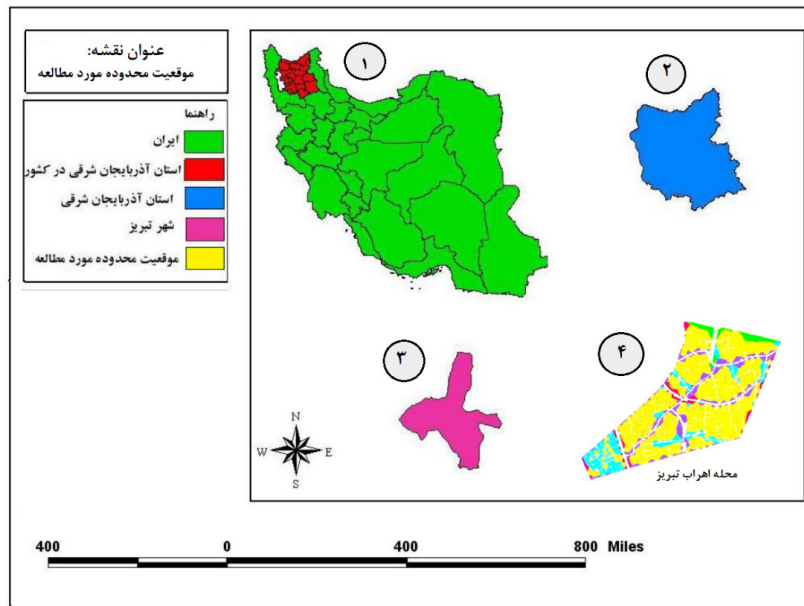 عنوان نقشه:
موقعیت محدوده مورد مطالعه
راهنما
ایران
استان آذربایجان شرقی در کشور
استان آذربایجان شرقی
شهر تبریز
موقعیت محدوده مورد مطالعه
۱
۲
۳
۴
محله اهراب تبریز
N
W E
S
400 0 400 800 Miles